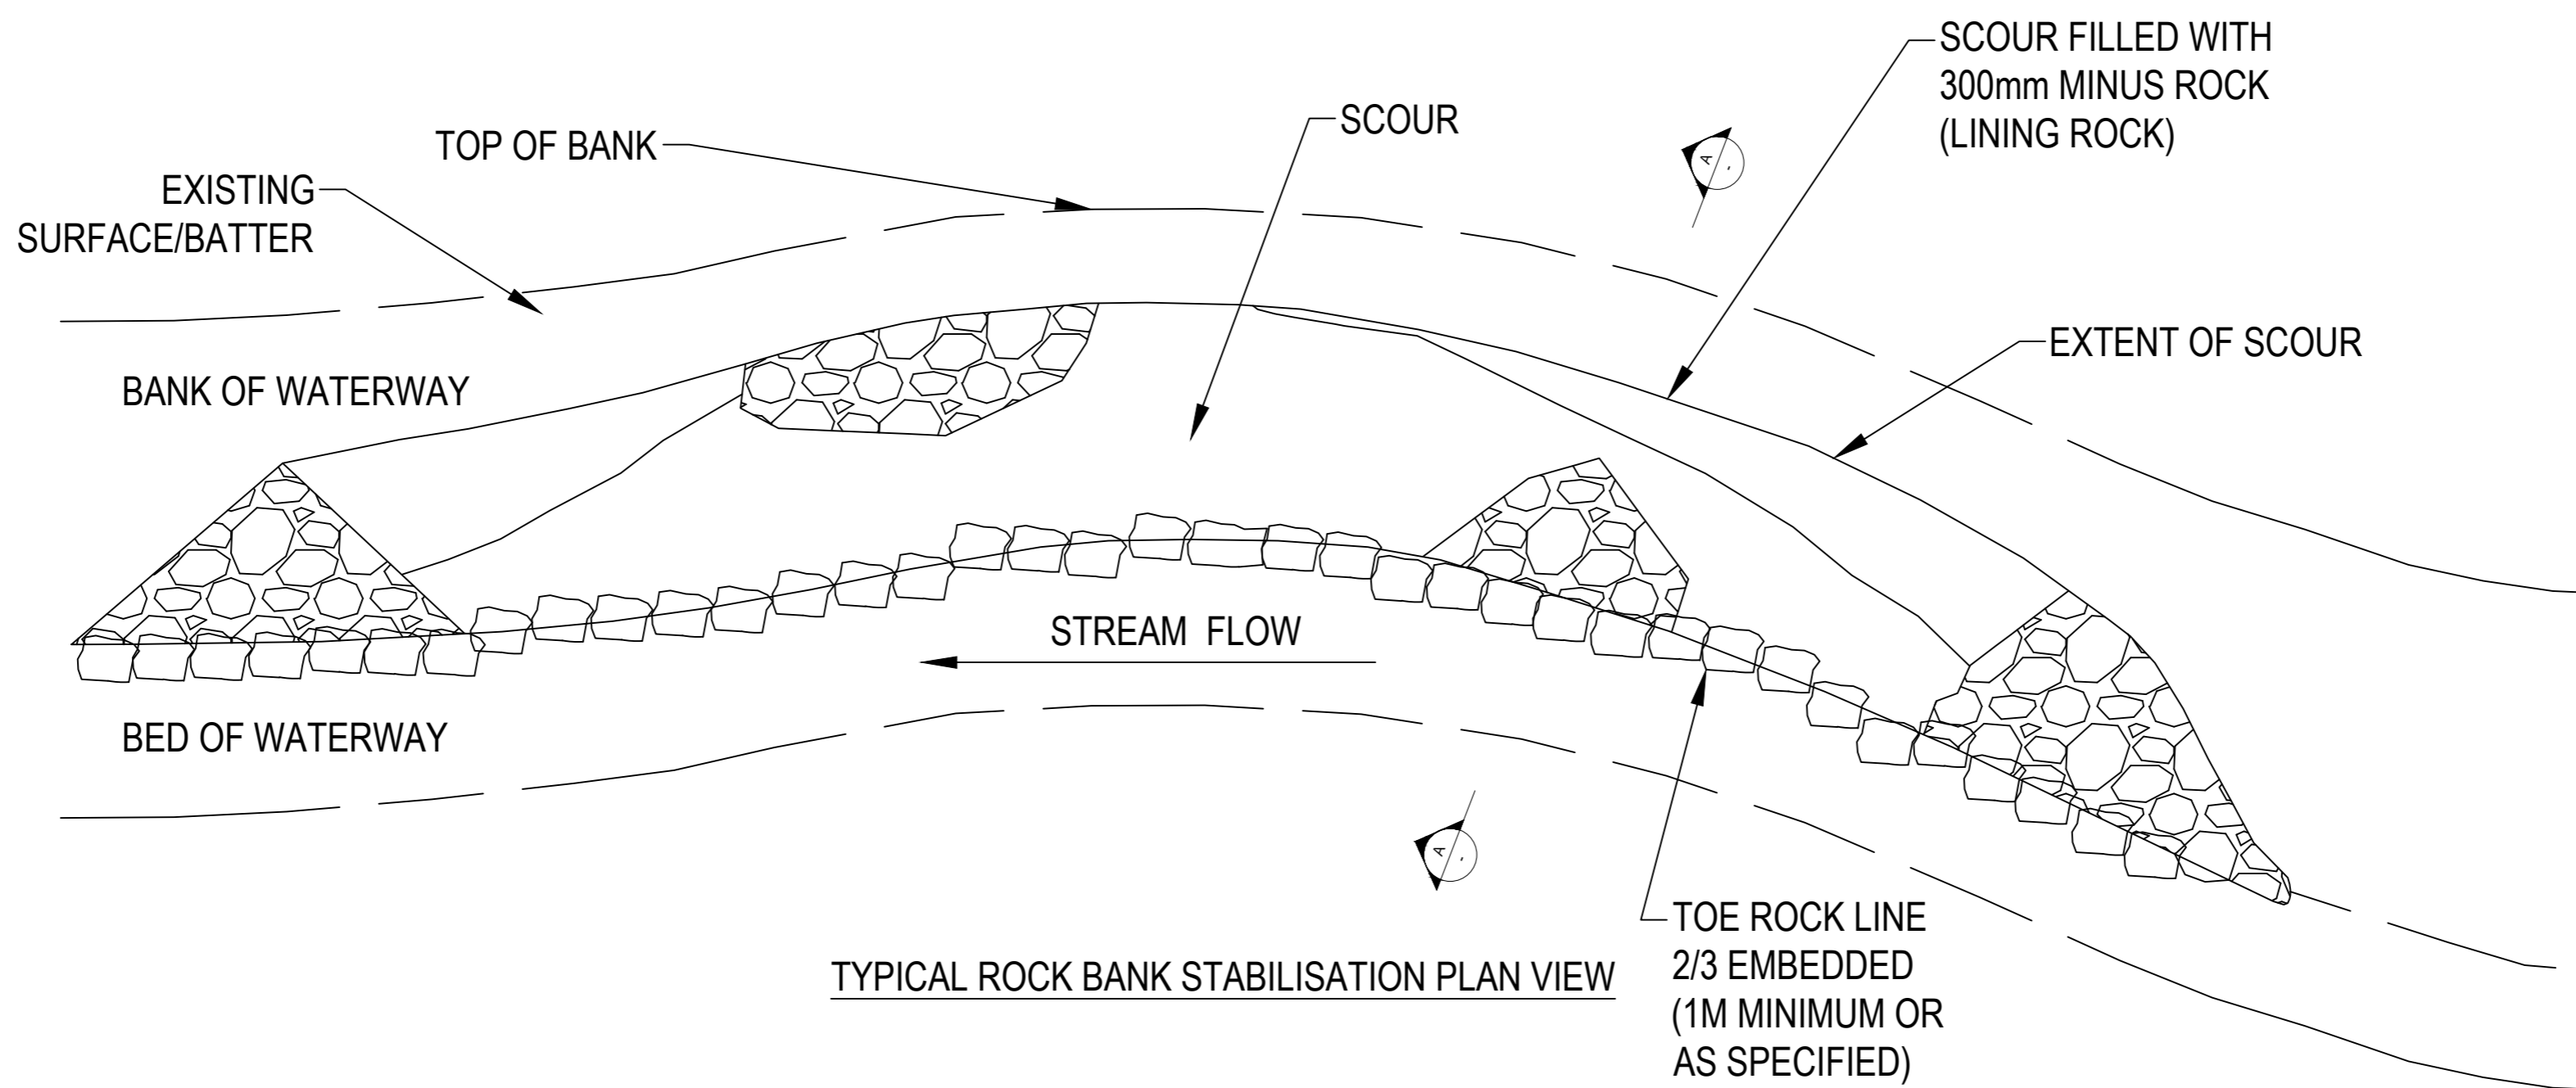 SCOUR FILLED WITH
300mm MINUS ROCK
(LINING ROCK)
SCOUR
TOP OF BANK
A
-
EXISTING
SURFACE/BATTER
EXTENT OF SCOUR
BANK OF WATERWAY
STREAM FLOW
BED OF WATERWAY
A
-
TOE ROCK LINE
2/3 EMBEDDED
(1M MINIMUM OR
AS SPECIFIED)
TYPICAL ROCK BANK STABILISATION PLAN VIEW